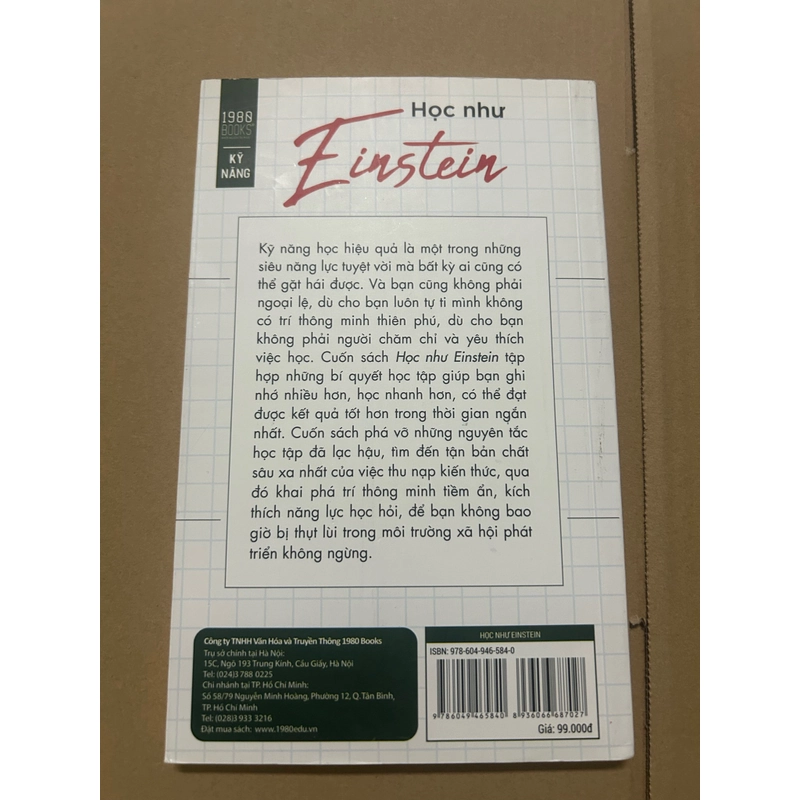 1980
BOOKS
KỸ
NĂNG
Học như
Einstein
Kỹ năng học hiệu quả là một trong những
siêu năng lực tuyệt vời mà bất kỳ ai cũng có
thể gặt hái được. Và bạn cũng không phải
ngoại lệ, dù cho bạn luôn tự ti mình không
có trí thông minh thiên phú, dù cho bạn
không phải người chăm chỉ và yêu thích
việc học. Cuốn sách Học như Einstein tập
hợp những bí quyết học tập giúp bạn ghi
nhớ nhiều hơn, học nhanh hơn, có thể đạt
được kết quả tốt hơn trong thời gian ngắn
nhất. Cuốn sách phá vỡ những nguyên tắc
học tập đã lạc hậu, tìm đến tận bản chất
sâu xa nhất của việc thu nạp kiến thức, qua
đó khai phá trí thông minh tiềm ẩn, kích
thích năng lực học hỏi, để bạn không bao
giờ bị thụt lùi trong môi trường xã hội phát
triển không ngừng.
Công ty TNHH Văn Hóa và Truyền Thông 1980 Books
Trụ sở chính tại Hà Nội:
15C, Ngõ 193 Trung Kính, Cầu Giấy, Hà Nội
Tel: (024)3 788 0225
Chi nhánh tại TP. Hồ Chí Minh:
Số 58/79 Nguyễn Minh Hoàng, Phường 12, Q.Tân Bình,
TP. Hồ Chí Minh
Tel: (028)3 933 3216
Đặt mua sách: www.1980edu.vn
HỌC NHƯ EINSTEIN
ISBN: 978-604-946-584-0
9 786049 465840
8 936066 687027
Giá: 99.000đ